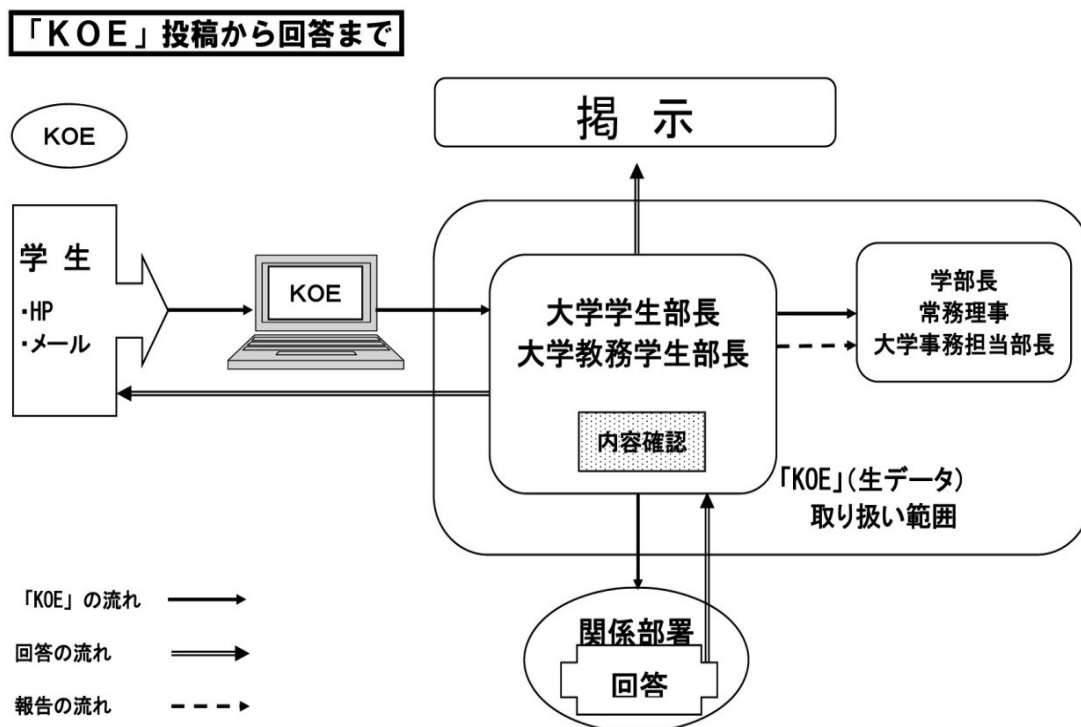 「KOE」投稿から回答まで
掲 示
KOE
学 生
・HP
・メール
KOE
大学学生部長
大学教務学生部長
内容確認
学部長
常務理事
大学事務担当部長
「KOE」(生データ)
取り扱い範囲
関係部署
回答
「KOE」の流れ
回答の流れ
報告の流れ